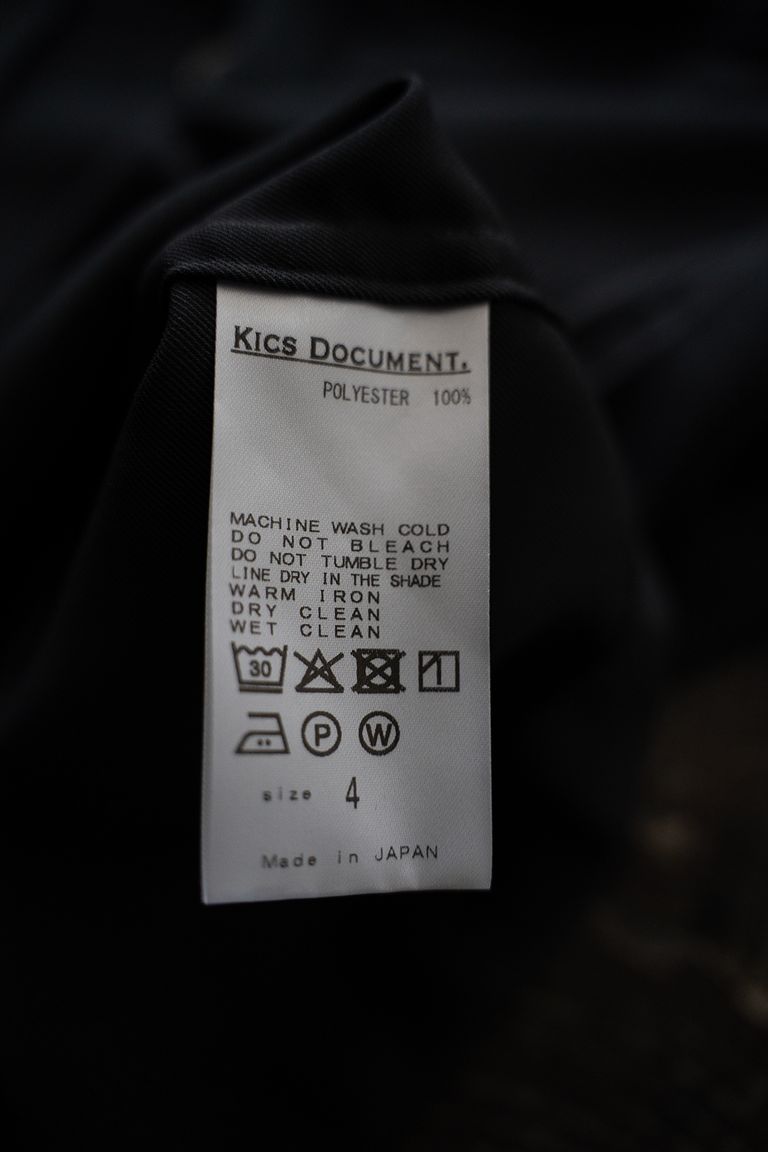 KICS DOCUMENT.
POLYESTER 100%
MACHINE WASH COLD
DO NOT BLEACH
DO NOT TUMBLE DRY
LINE DRY IN THE SHADE
WARM IRON
DRY CLEAN
WET CLEAN
30
P W
size 4
Made in JAPAN